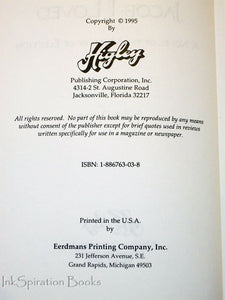 Copyright © 1995
By
Higley
Publishing Corporation, Inc.
4314-2 St. Augustine Road
Jacksonville, Florida 32217
All rights reserved. No part of this book may be reproduced by any means
without consent of the publisher except for brief quotes used in reviews
written specifically for use in a magazine or newspaper.
ISBN: 1-886763-03-8
Printed in the U.S.A.
by
Eerdmans Printing Company, Inc.
231 Jefferson Avenue, S.E.
Grand Rapids, Michigan 49503
InkSpiration Books